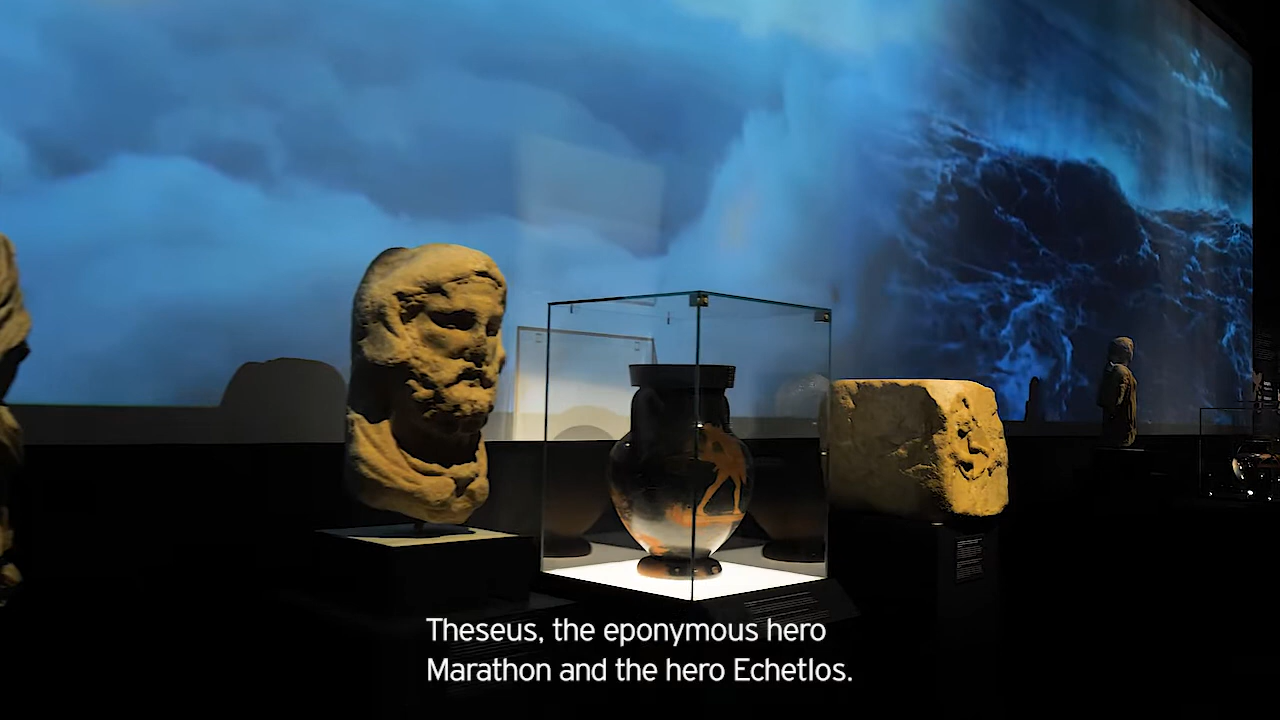 Theseus, the eponymous hero
Marathon and the hero Echetlos.